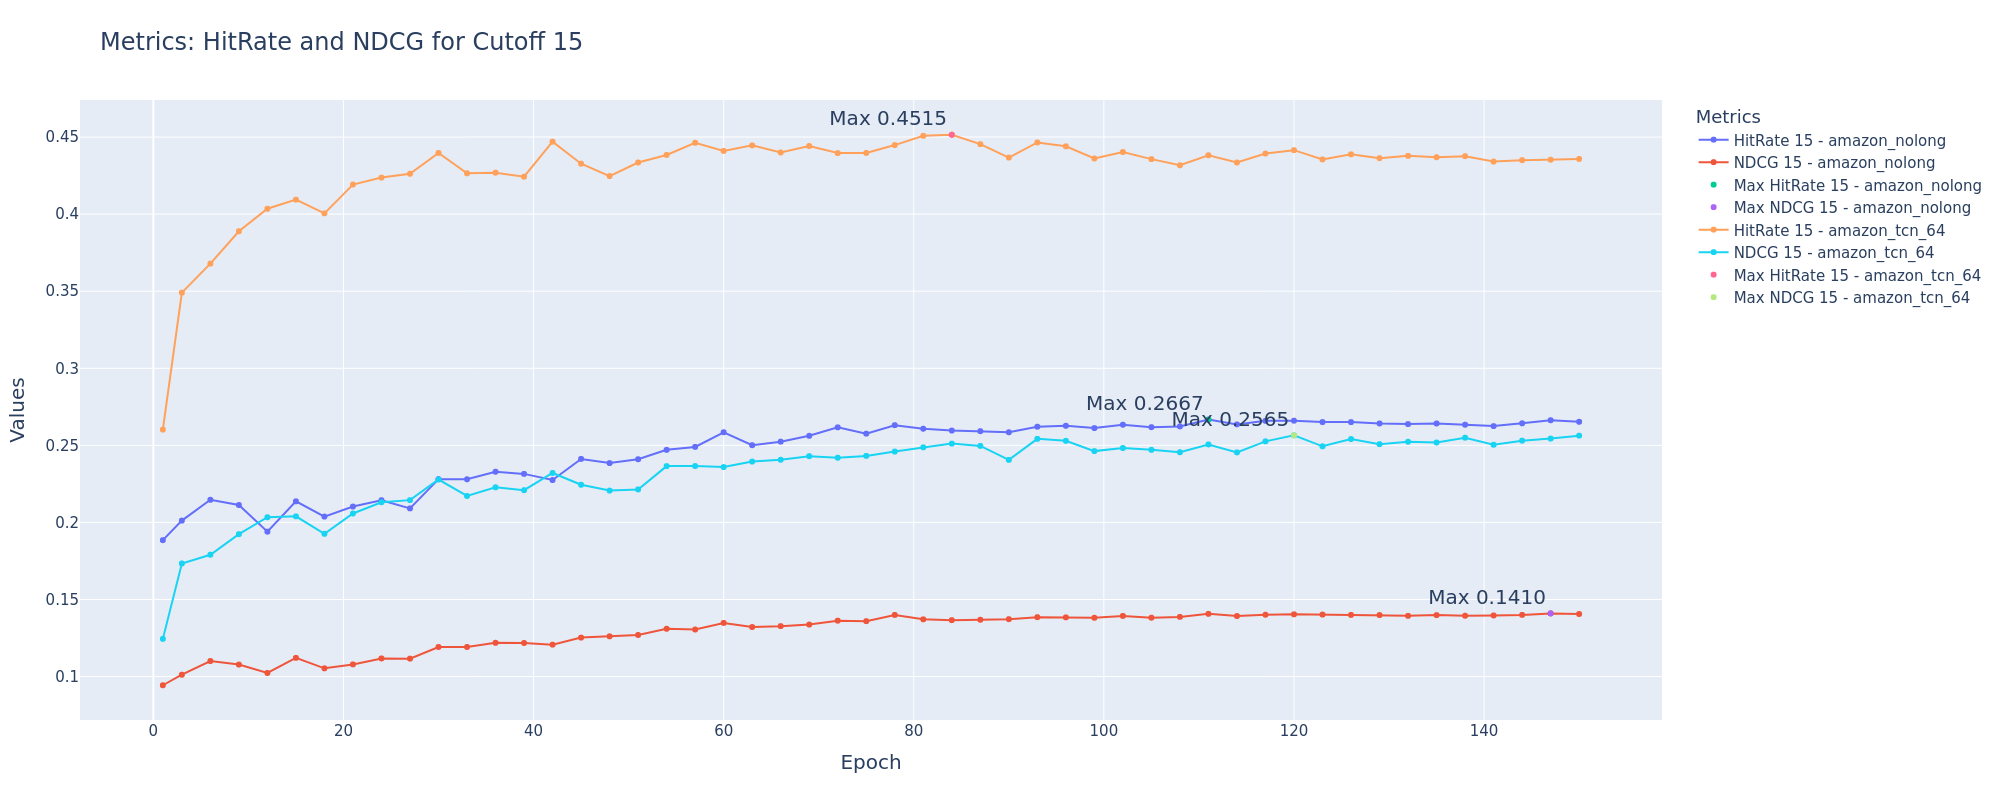 Metrics: HitRate and NDCG for Cutoff 15
Max 0.4515
Max 0.2667
Max 0.2565
Max 0.1410
0.45
0.4
0.35
0.3
0.25
0.2
0.15
0.1
Values
0 20 40 60 80 100 120 140
Epoch
Metrics
HitRate 15 - amazon_nolong
NDCG 15 - amazon_nolong
Max HitRate 15 - amazon_nolong
Max NDCG 15 - amazon_nolong
HitRate 15 - amazon_tcn_64
NDCG 15 - amazon_tcn_64
Max HitRate 15 - amazon_tcn_64
Max NDCG 15 - amazon_tcn_64